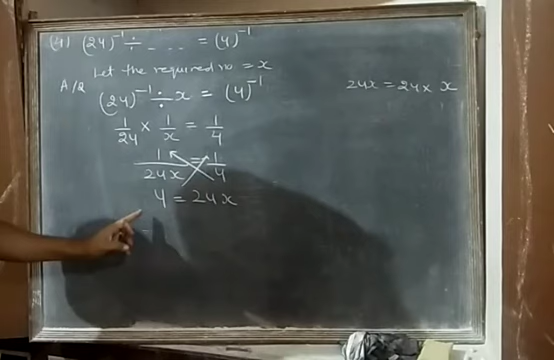 (4) (24)⁻¹ ÷ _ _ _ = (4)⁻¹
Let the required no = x
A/Q
(24)⁻¹ ÷ x = (4)⁻¹
24x = 24 × x
1/24 × 1/x = 1/4
1/24x = 1/4
4 = 24x